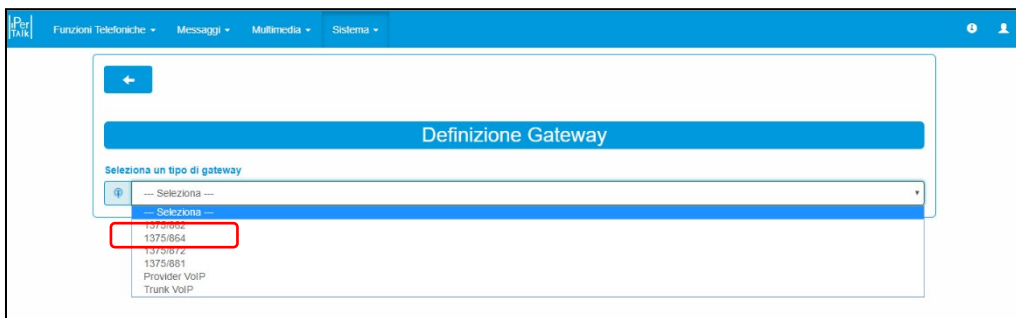 iPer TAlk Funzioni Telefoniche Messaggi Multimedia Sistema
Definizione Gateway
Seleziona un tipo di gateway
--- Seleziona ---
--- Seleziona ---
1375/862
1375/864
1375/872
1375/881
Provider VoIP
Trunk VoIP